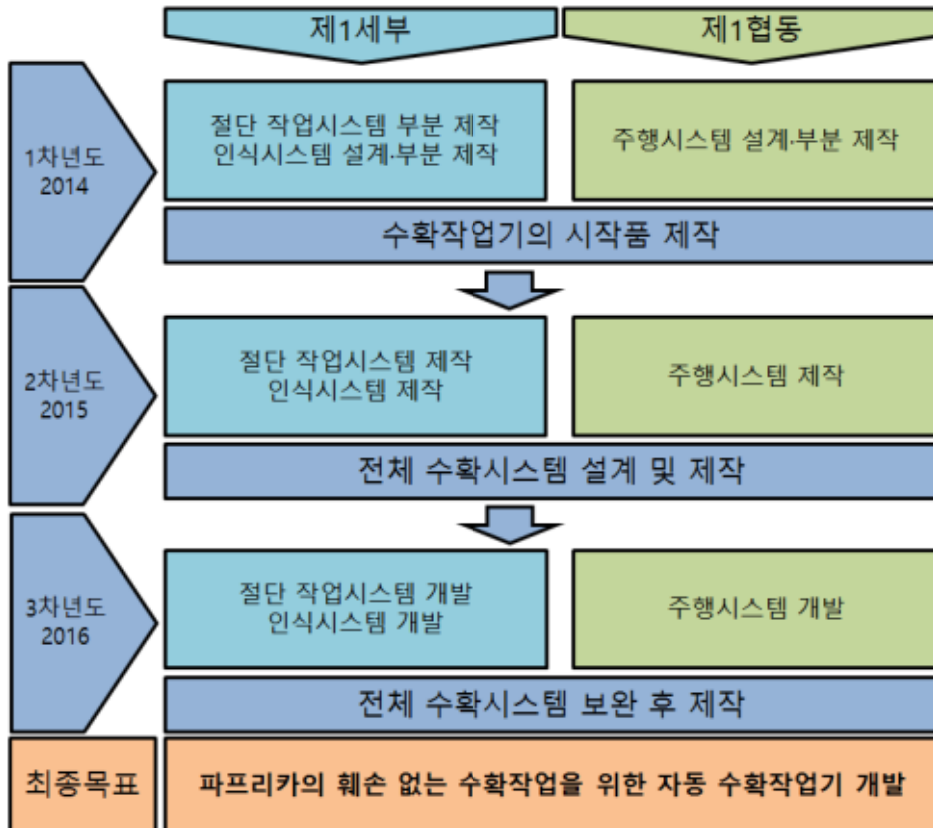 제1세부
제1협동
1차년도
2014
절단 작업시스템 부분 제작
인식시스템 설계·부분 제작
주행시스템 설계·부분 제작
수확작업기의 시작품 제작
2차년도
2015
절단 작업시스템 제작
인식시스템 제작
주행시스템 제작
전체 수확시스템 설계 및 제작
3차년도
2016
절단 작업시스템 개발
인식시스템 개발
주행시스템 개발
전체 수확시스템 보완 후 제작
최종목표
파프리카의 훼손 없는 수확작업을 위한 자동 수확작업기 개발